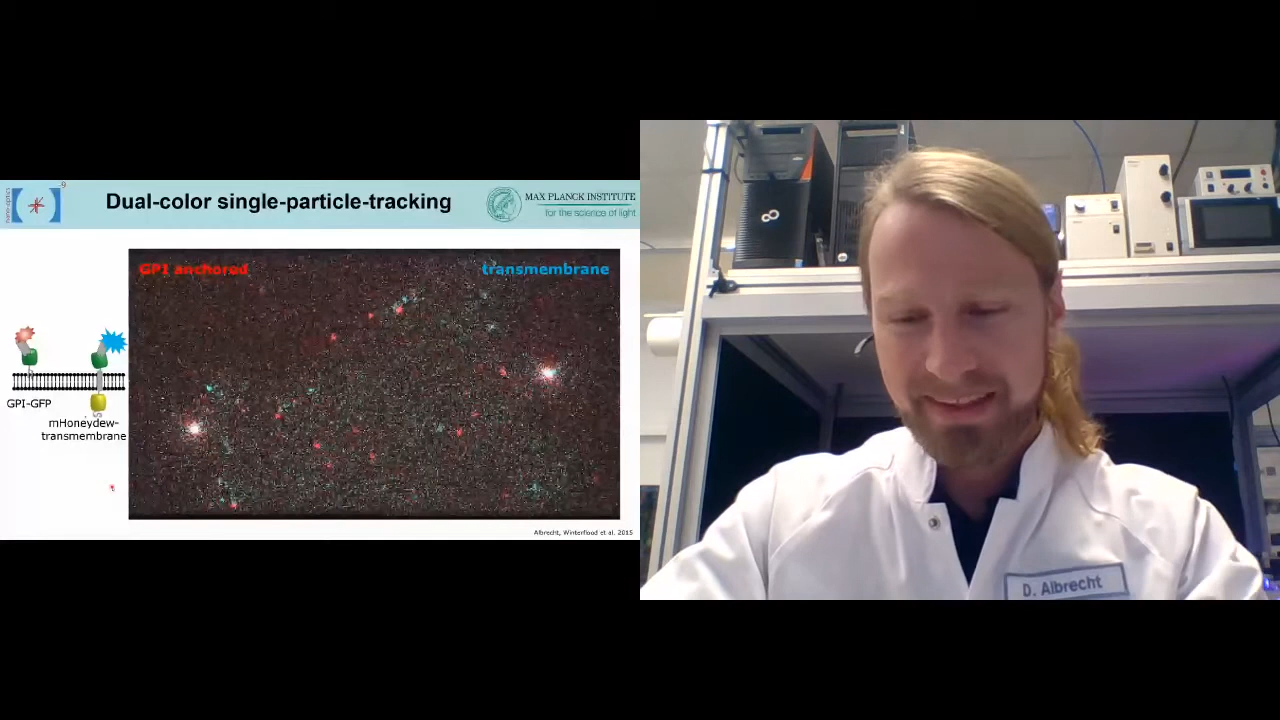 Dual-color single-particle-tracking
MAX PLANCK INSTITUTE
for the science of light
GPI anchored
transmembrane
GPI-GFP
mHoneydew-
transmembrane
Albrecht, Winterflood et al. 2015
D. Albrecht